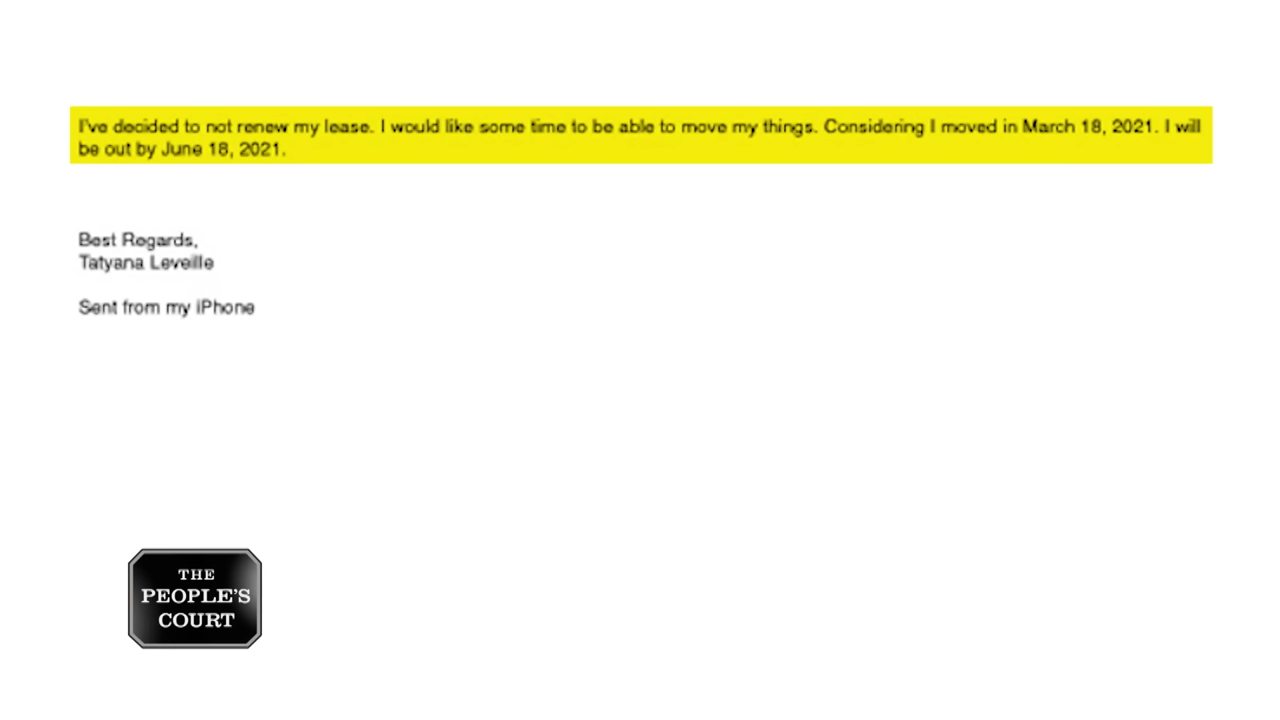 I've decided to not renew my lease. I would like some time to be able to move my things. Considering I moved in March 18, 2021. I will
be out by June 18, 2021.
Best Regards,
Tatyana Leveille
Sent from my iPhone
THE
PEOPLE'S
COURT